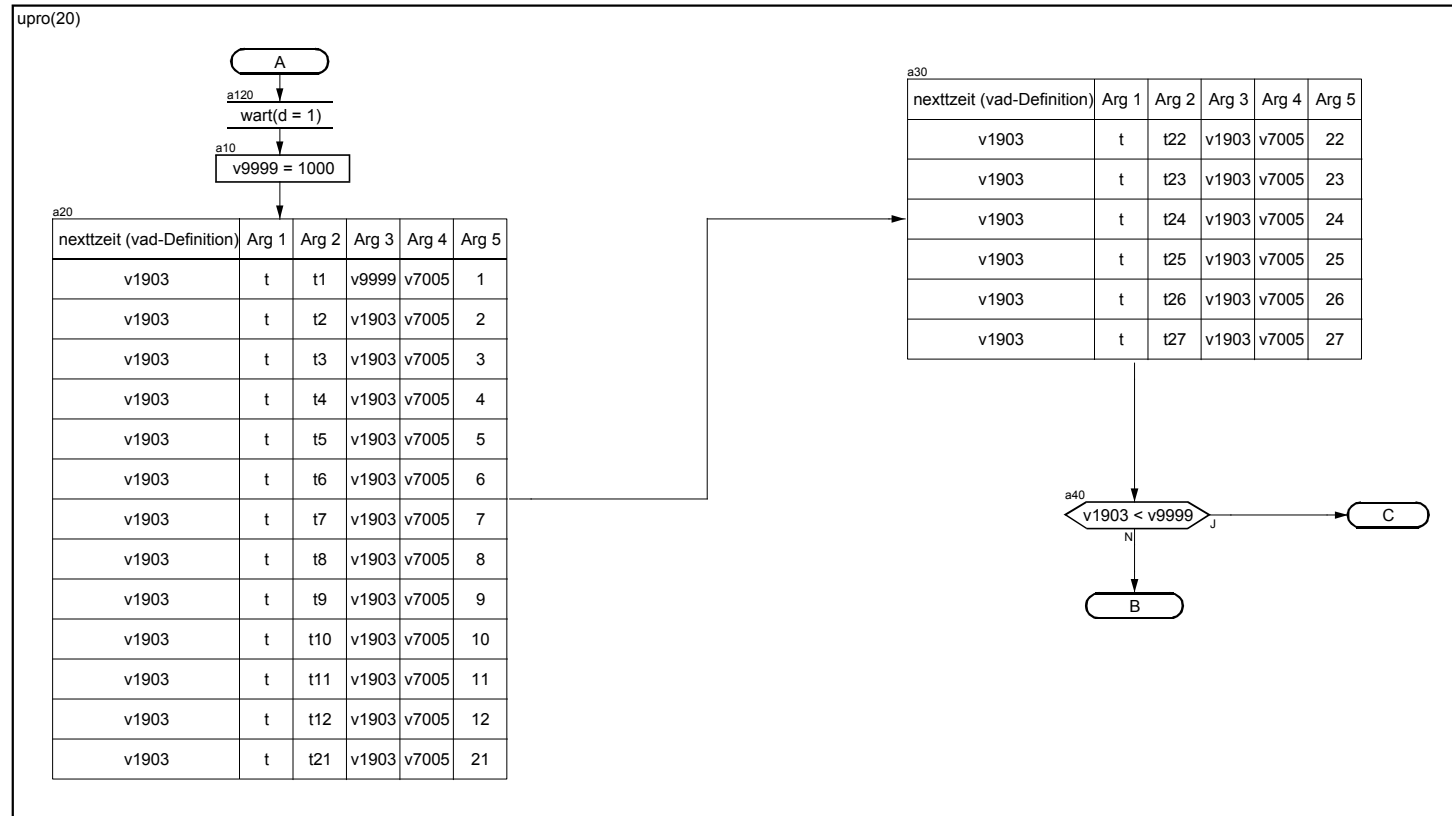 upro(20)
A
a120
wart(d = 1)
a10
v9999 = 1000
a20
nexttzeit (vad-Definition) Arg 1 Arg 2 Arg 3 Arg 4 Arg 5
v1903 t t1 v9999 v7005 1
v1903 t t2 v1903 v7005 2
v1903 t t3 v1903 v7005 3
v1903 t t4 v1903 v7005 4
v1903 t t5 v1903 v7005 5
v1903 t t6 v1903 v7005 6
v1903 t t7 v1903 v7005 7
v1903 t t8 v1903 v7005 8
v1903 t t9 v1903 v7005 9
v1903 t t10 v1903 v7005 10
v1903 t t11 v1903 v7005 11
v1903 t t12 v1903 v7005 12
v1903 t t21 v1903 v7005 21
a30
nexttzeit (vad-Definition) Arg 1 Arg 2 Arg 3 Arg 4 Arg 5
v1903 t t22 v1903 v7005 22
v1903 t t23 v1903 v7005 23
v1903 t t24 v1903 v7005 24
v1903 t t25 v1903 v7005 25
v1903 t t26 v1903 v7005 26
v1903 t t27 v1903 v7005 27
a40
v1903 < v9999
J
C
N
B